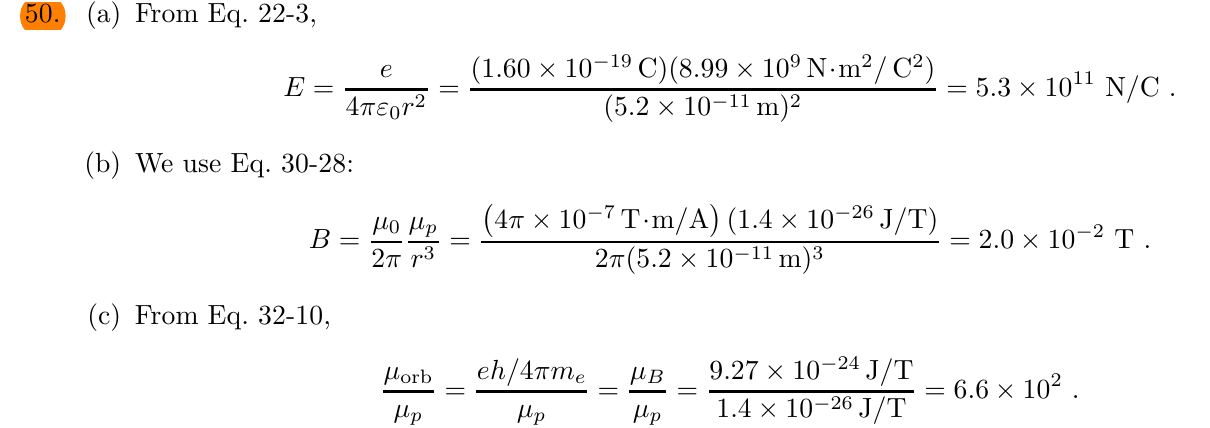 50. (a) From Eq. 22-3,
E = e / 4πε₀r² = (1.60 × 10⁻¹⁹ C)(8.99 × 10⁹ N·m²/ C²) / (5.2 × 10⁻¹¹ m)² = 5.3 × 10¹¹ N/C .
(b) We use Eq. 30-28:
B = μ₀/2π μₚ/r³ = (4π × 10⁻⁷ T·m/A) (1.4 × 10⁻²⁶ J/T) / 2π(5.2 × 10⁻¹¹ m)³ = 2.0 × 10⁻² T .
(c) From Eq. 32-10,
μ_orb/μₚ = eh/4πmₑ / μₚ = μ_B/μₚ = 9.27 × 10⁻²⁴ J/T / 1.4 × 10⁻²⁶ J/T = 6.6 × 10² .